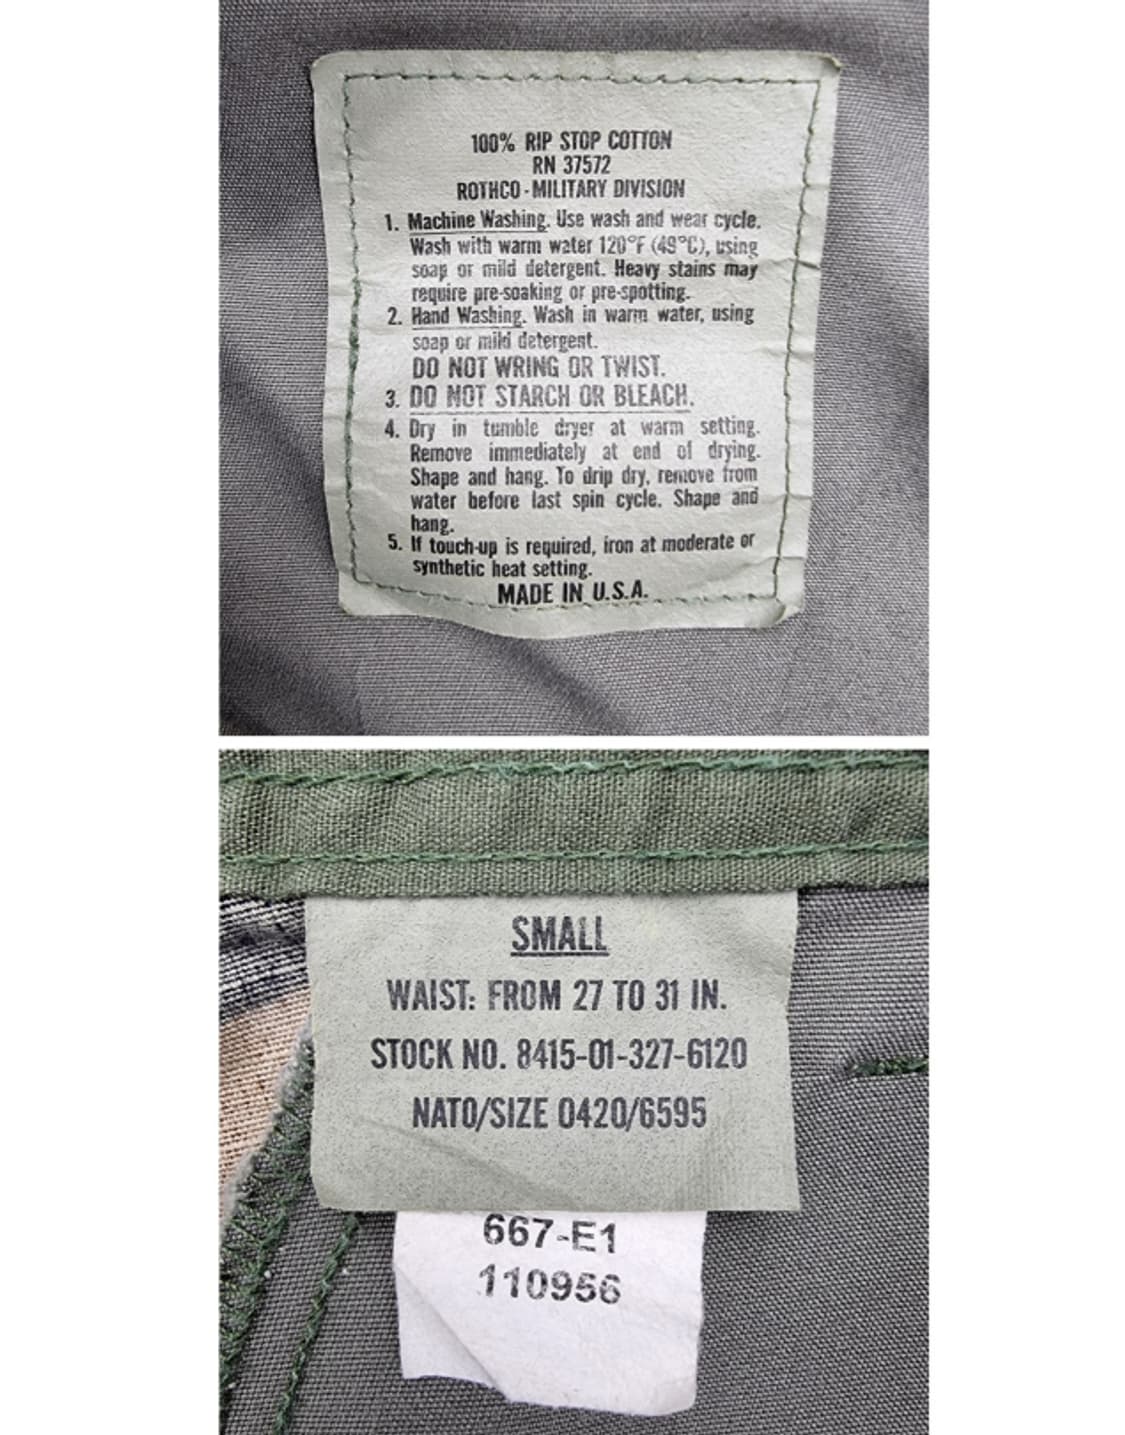 100% RIP STOP COTTON
RN 37572
ROTHCO-MILITARY DIVISION
1. Machine Washing. Use wash and wear cycle.
Wash with warm water 120°F (49°C), using
soap or mild detergent. Heavy stains may
require pre-soaking or pre-spotting.
2. Hand Washing. Wash in warm water, using
soap or mild detergent.
DO NOT WRING OR TWIST.
3. DO NOT STARCH OR BLEACH.
4. Dry in tumble dryer at warm setting.
Remove immediately at end of drying.
Shape and hang. To drip dry, remove from
water before last spin cycle. Shape and
hang.
5. If touch-up is required, iron at moderate or
synthetic heat setting.
MADE IN U.S.A.
SMALL
WAIST: FROM 27 TO 31 IN.
STOCK NO. 8415-01-327-6120
NATO/SIZE 0420/6595
667-E1
110956